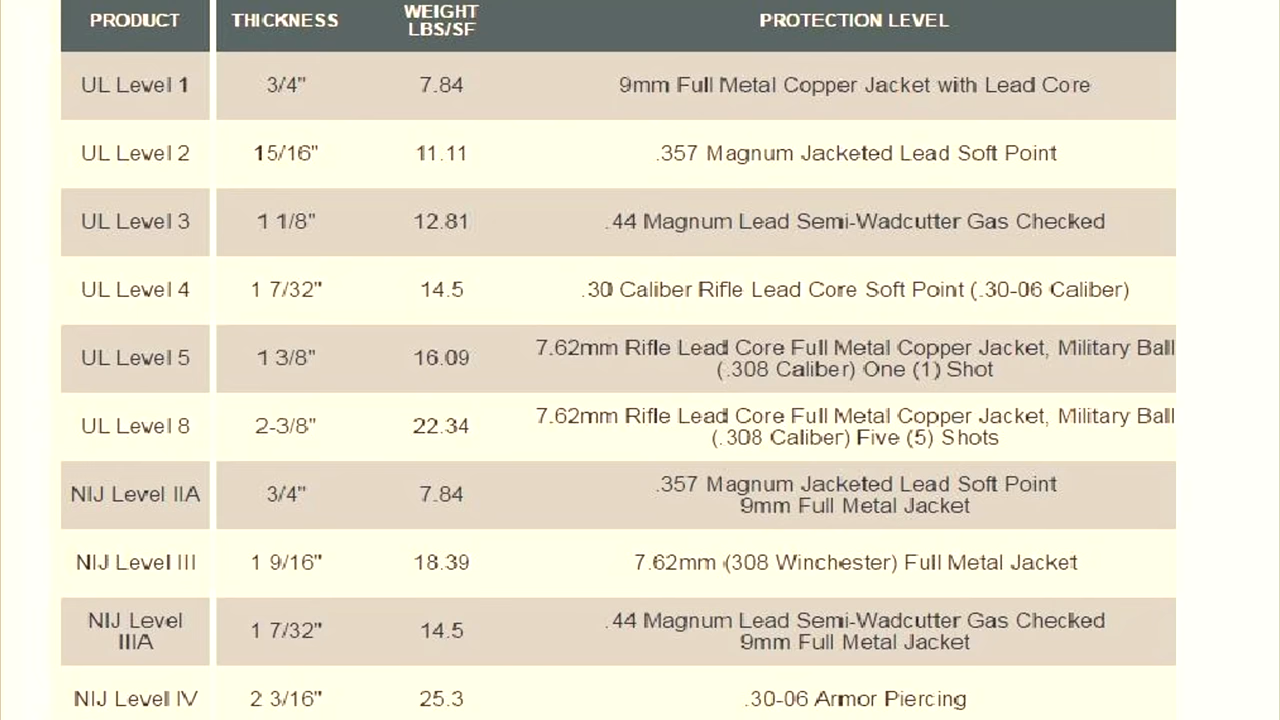 PRODUCT THICKNESS WEIGHT LBS/SF PROTECTION LEVEL
UL Level 1 3/4" 7.84 9mm Full Metal Copper Jacket with Lead Core
UL Level 2 15/16" 11.11 .357 Magnum Jacketed Lead Soft Point
UL Level 3 1 1/8" 12.81 .44 Magnum Lead Semi-Wadcutter Gas Checked
UL Level 4 1 7/32" 14.5 .30 Caliber Rifle Lead Core Soft Point (.30-06 Caliber)
UL Level 5 1 3/8" 16.09 7.62mm Rifle Lead Core Full Metal Copper Jacket, Military Ball
(.308 Caliber) One (1) Shot
UL Level 8 2-3/8" 22.34 7.62mm Rifle Lead Core Full Metal Copper Jacket, Military Ball
(.308 Caliber) Five (5) Shots
NIJ Level IIA 3/4" 7.84 .357 Magnum Jacketed Lead Soft Point
9mm Full Metal Jacket
NIJ Level III 1 9/16" 18.39 7.62mm (308 Winchester) Full Metal Jacket
NIJ Level IIIA 1 7/32" 14.5 .44 Magnum Lead Semi-Wadcutter Gas Checked
9mm Full Metal Jacket
NIJ Level IV 2 3/16" 25.3 .30-06 Armor Piercing